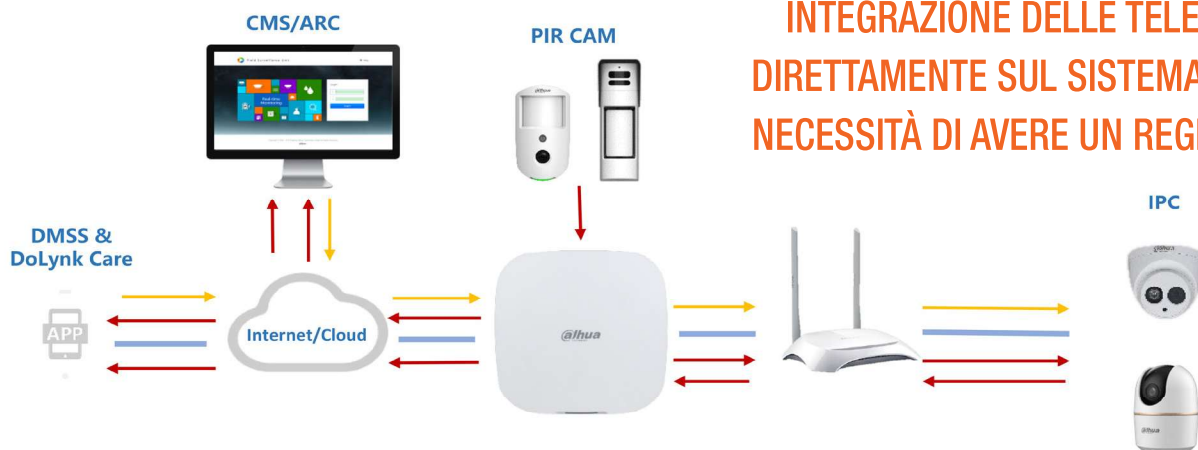 INTEGRAZIONE DELLE TELE
DIRETTAMENTE SUL SISTEMA
NECESSITÀ DI AVERE UN REG
CMS/ARC
PIR CAM
IPC
DMSS &
DoLynk Care
APP
Internet/Cloud
alhua
alhua